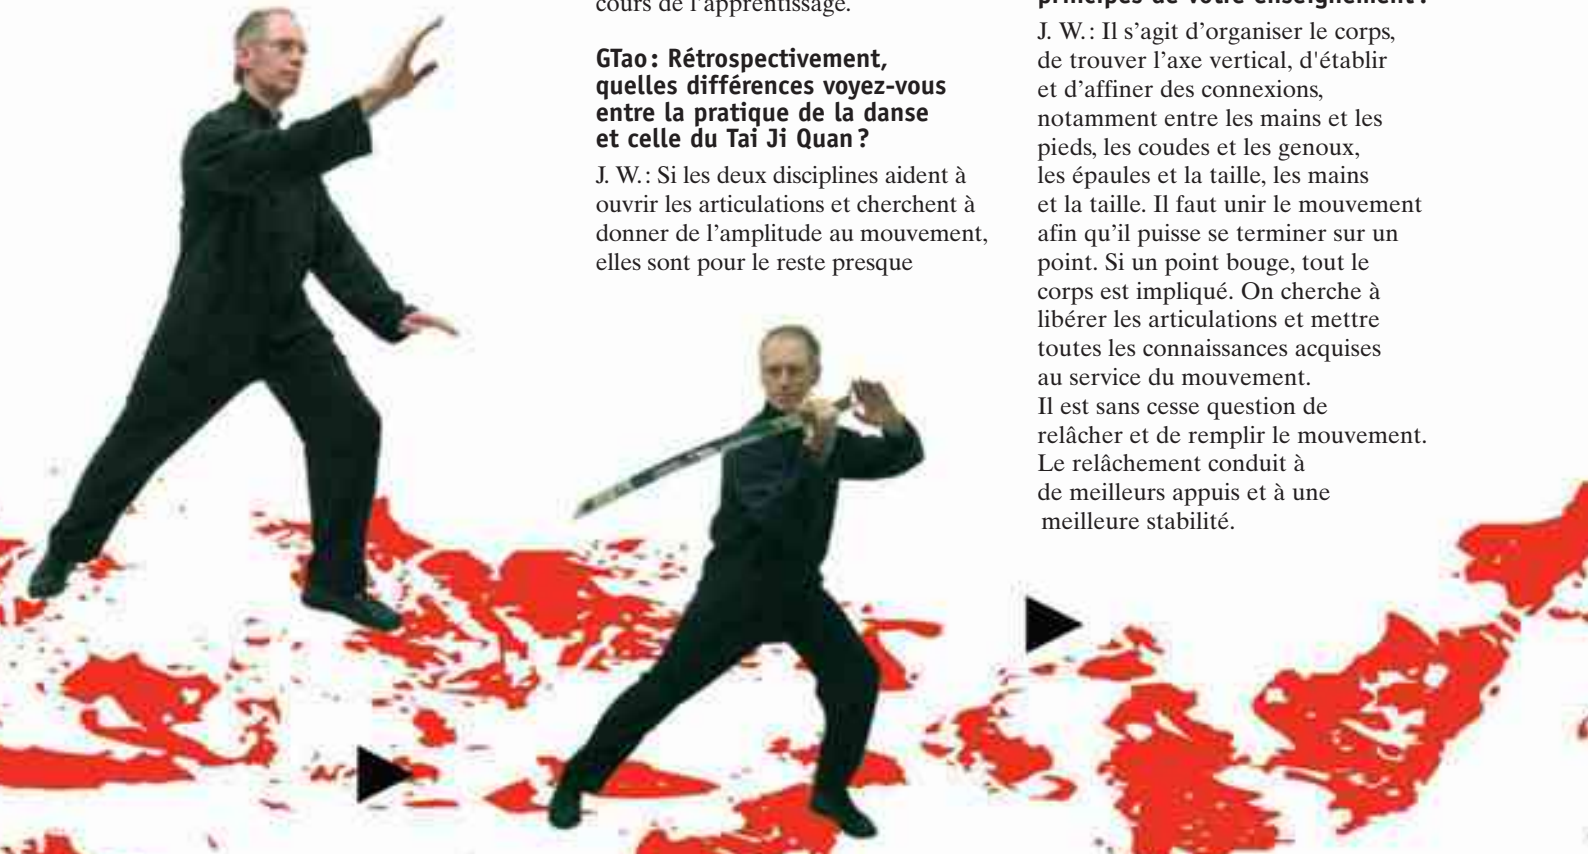 cours de l'apprentissage.
GTao : Rétrospectivement,
quelles différences voyez-vous
entre la pratique de la danse
et celle du Tai Ji Quan ?
J. W. : Si les deux disciplines aident à
ouvrir les articulations et cherchent à
donner de l’amplitude au mouvement,
elles sont pour le reste presque
principes de votre enseignement ?
J. W. : Il s’agit d’organiser le corps,
de trouver l’axe vertical, d'établir
et d’affiner des connexions,
notamment entre les mains et les
pieds, les coudes et les genoux,
les épaules et la taille, les mains
et la taille. Il faut unir le mouvement
afin qu’il puisse se terminer sur un
point. Si un point bouge, tout le
corps est impliqué. On cherche à
libérer les articulations et mettre
toutes les connaissances acquises
au service du mouvement.
Il est sans cesse question de
relâcher et de remplir le mouvement.
Le relâchement conduit à
de meilleurs appuis et à une
meilleure stabilité.